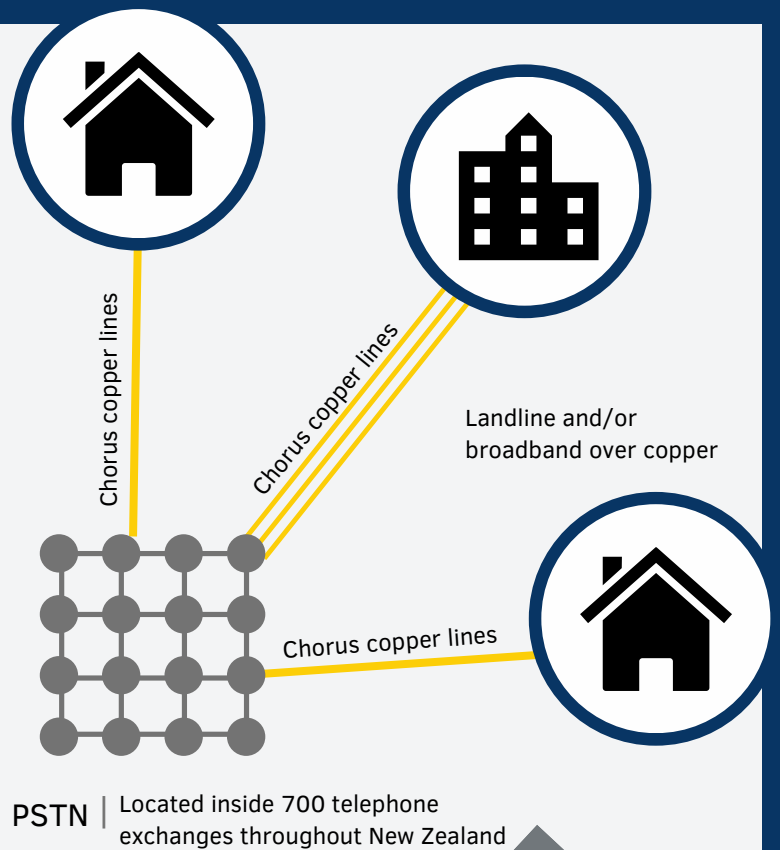 Chorus copper lines
Chorus copper lines
Landline and/or
broadband over copper
Chorus copper lines
PSTN | Located inside 700 telephone
exchanges throughout New Zealand